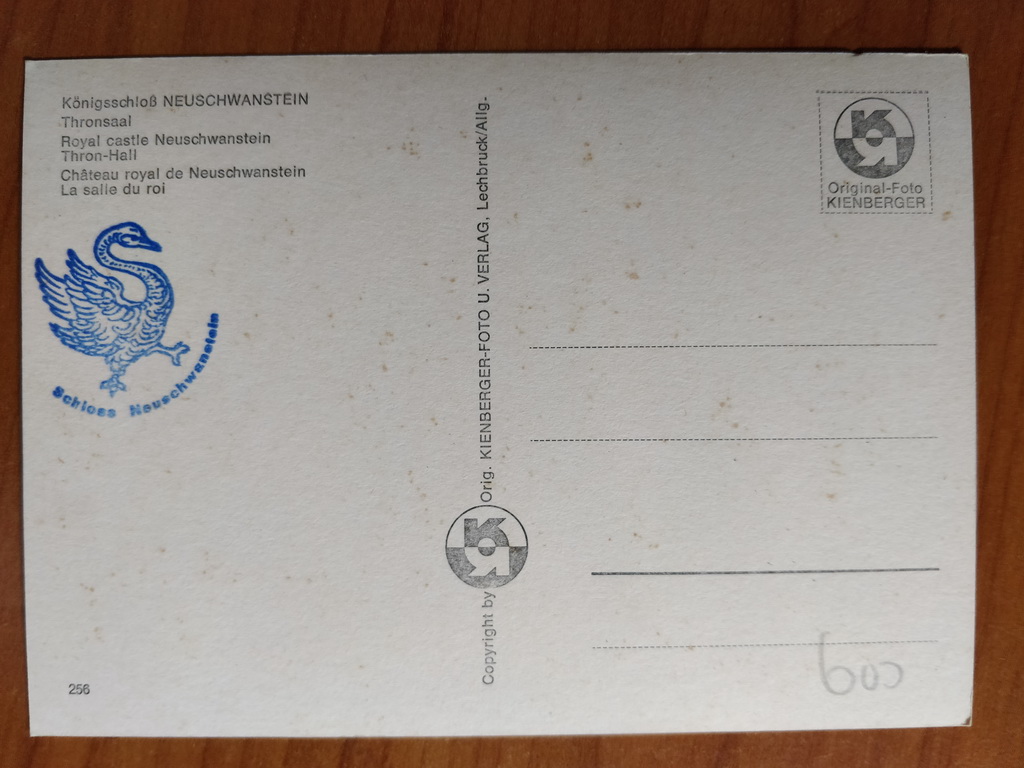 Königsschloß NEUSCHWANSTEIN
Thronsaal
Royal castle Neuschwanstein
Thron-Hall
Château royal de Neuschwanstein
La salle du roi
Schloss Neuschwanstein
256
Copyright by Orig. KIENBERGER-FOTO U. VERLAG, Lechbruck/Allg.
Original-Foto
KIENBERGER